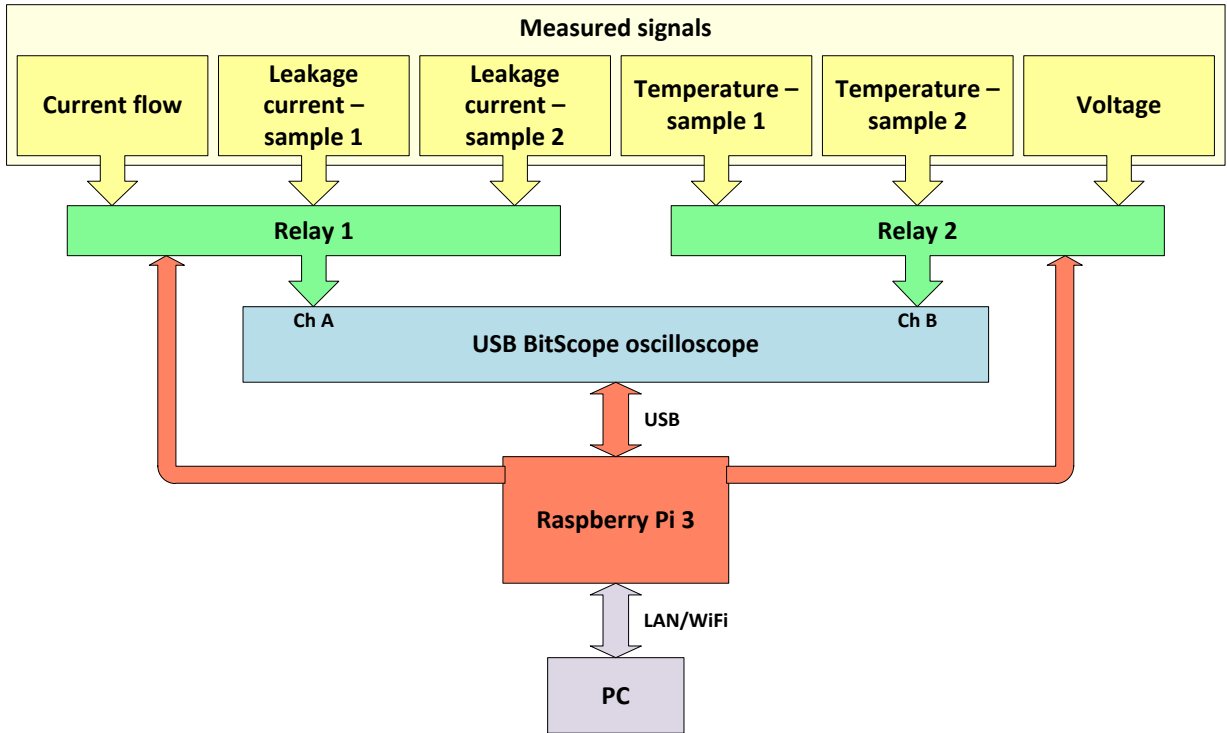 Measured signals
Current flow
Leakage
current –
sample 1
Leakage
current –
sample 2
Temperature –
sample 1
Temperature –
sample 2
Voltage
Relay 1
Relay 2
Ch A
Ch B
USB BitScope oscilloscope
USB
Raspberry Pi 3
LAN/WiFi
PC